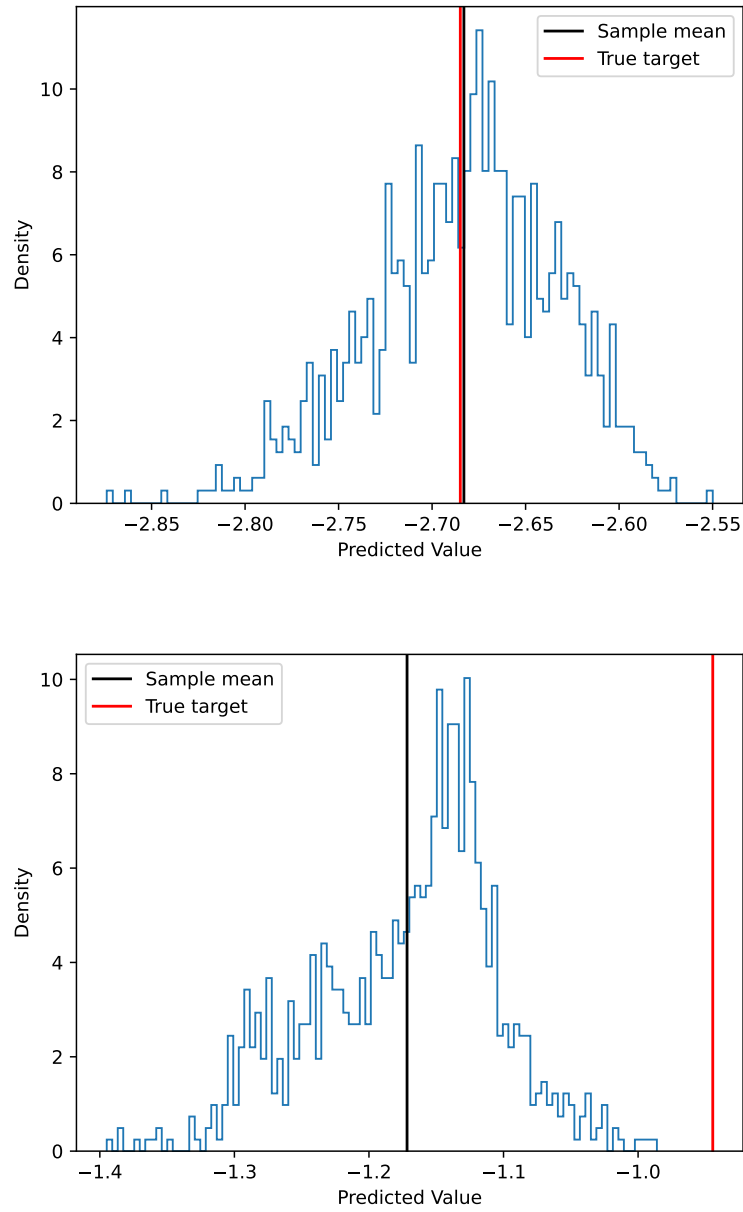 Sample mean
True target
10
8
6
4
2
0
Density
−2.85 −2.80 −2.75 −2.70 −2.65 −2.60 −2.55
Predicted Value
Sample mean
True target
10
8
6
4
2
0
Density
−1.4 −1.3 −1.2 −1.1 −1.0
Predicted Value